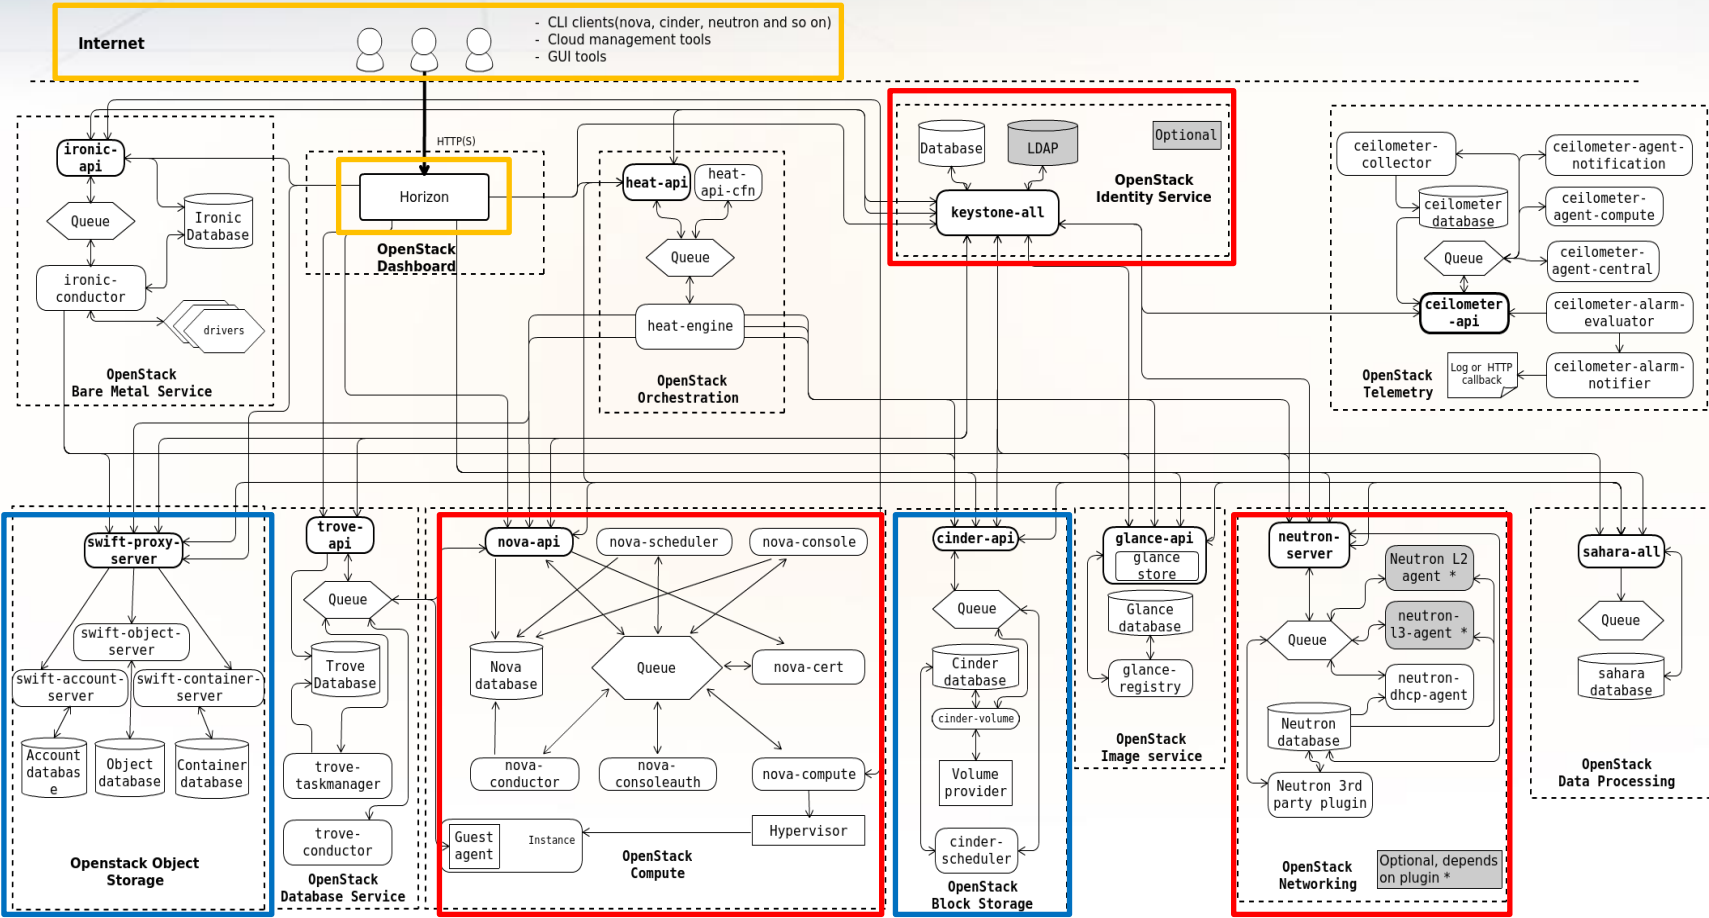 Internet
- CLI clients(nova, cinder, neutron and so on)
- Cloud management tools
- GUI tools
HTTP(S)
ironic-
api
Queue
Ironic
Database
ironic-
conductor
drivers
OpenStack
Bare Metal Service
Horizon
OpenStack
Dashboard
heat-api
heat-
api-cfn
Queue
heat-engine
OpenStack
Orchestration
Database
LDAP
Optional
OpenStack
Identity Service
keystone-all
ceilometer-
collector
ceilometer-agent-
notification
ceilometer
database
ceilometer-
agent-compute
Queue
ceilometer-
agent-central
ceilometer
-api
ceilometer-alarm-
evaluator
Log or HTTP
callback
ceilometer-alarm-
notifier
OpenStack
Telemetry
swift-proxy-
server
swift-object-
server
swift-account-
server
swift-container-
server
Account
databas
e
Object
database
Container
database
Openstack Object
Storage
trove-
api
Queue
Trove
Database
trove-
taskmanager
trove-
conductor
OpenStack
Database Service
nova-api
nova-scheduler
nova-console
Nova
database
Queue
nova-cert
nova-
conductor
nova-
consoleauth
nova-compute
Hypervisor
Guest
agent
Instance
OpenStack
Compute
cinder-api
Queue
Cinder
database
cinder-volume
Volume
provider
cinder-
scheduler
OpenStack
Block Storage
glance-api
glance
store
Glance
database
glance-
registry
OpenStack
Image service
neutron-
server
Neutron L2
agent *
neutron-
l3-agent *
Queue
neutron-
dhcp-agent
Neutron
database
Neutron 3rd
party plugin
OpenStack
Networking
Optional, depends
on plugin *
sahara-all
Queue
sahara
database
OpenStack
Data Processing